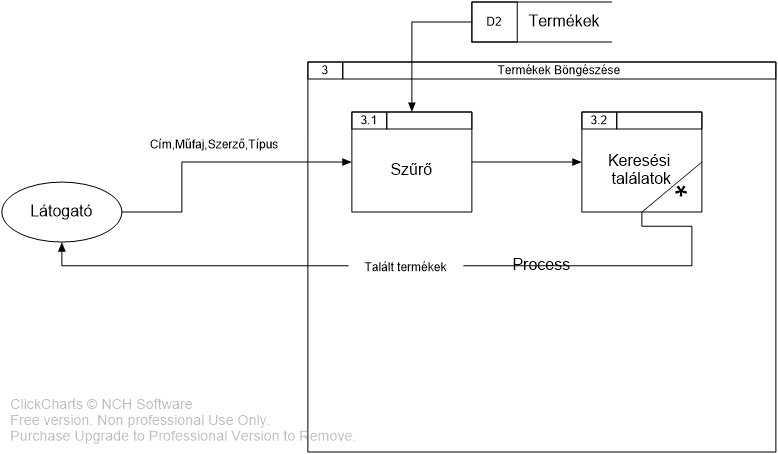 D2
Termékek
3
Termékek Böngészése
3.1
3.2
Cím,Műfaj,Szerző,Típus
Szűrő
Keresési
találatok
*
Látogató
Talált termékek
Process
ClickCharts © NCH Software
Free version. Non professional Use Only.
Purchase Upgrade to Professional Version to Remove.